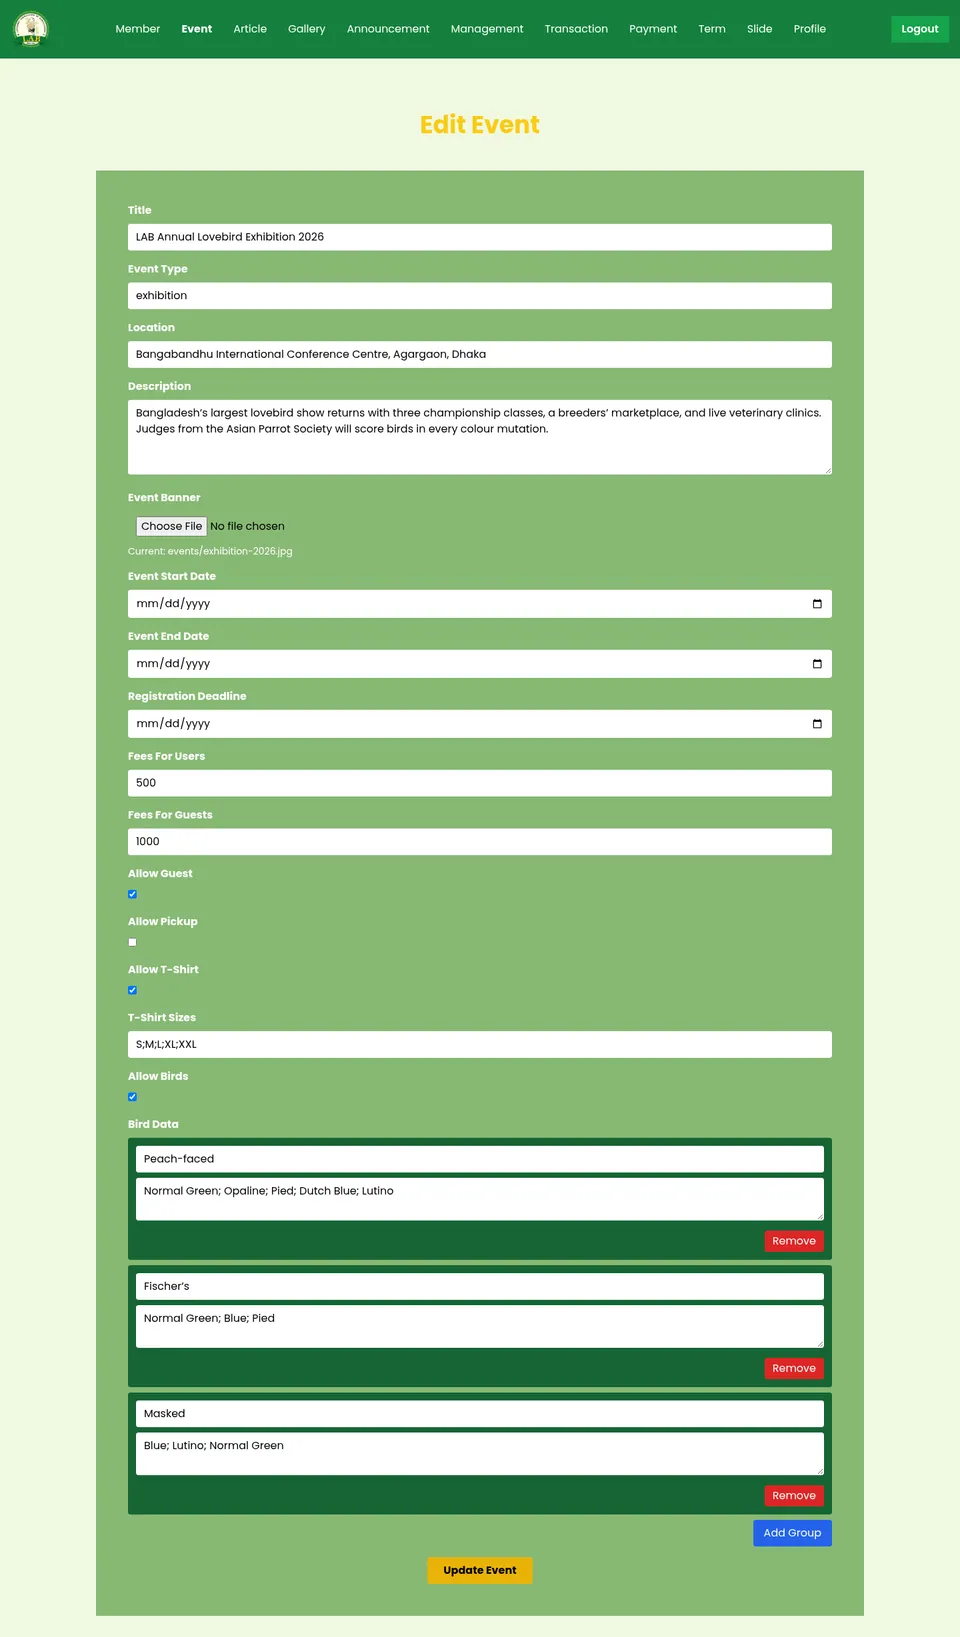 Member Event Article Gallery Announcement Management Transaction Payment Term Slide Profile Logout
Edit Event
Title
LAB Annual Lovebird Exhibition 2026
Event Type
exhibition
Location
Bangabandhu International Conference Centre, Agargaon, Dhaka
Description
Bangladesh’s largest lovebird show returns with three championship classes, a breeders’ marketplace, and live veterinary clinics.
Judges from the Asian Parrot Society will score birds in every colour mutation.
Event Banner
Choose File No file chosen
Current: events/exhibition-2026.jpg
Event Start Date
mm/dd/yyyy
Event End Date
mm/dd/yyyy
Registration Deadline
mm/dd/yyyy
Fees For Users
500
Fees For Guests
1000
Allow Guest
Allow Pickup
Allow T-Shirt
T-Shirt Sizes
S;M;L;XL;XXL
Allow Birds
Bird Data
Peach-faced
Normal Green; Opaline; Pied; Dutch Blue; Lutino
Remove
Fischer’s
Normal Green; Blue; Pied
Remove
Masked
Blue; Lutino; Normal Green
Remove
Add Group
Update Event